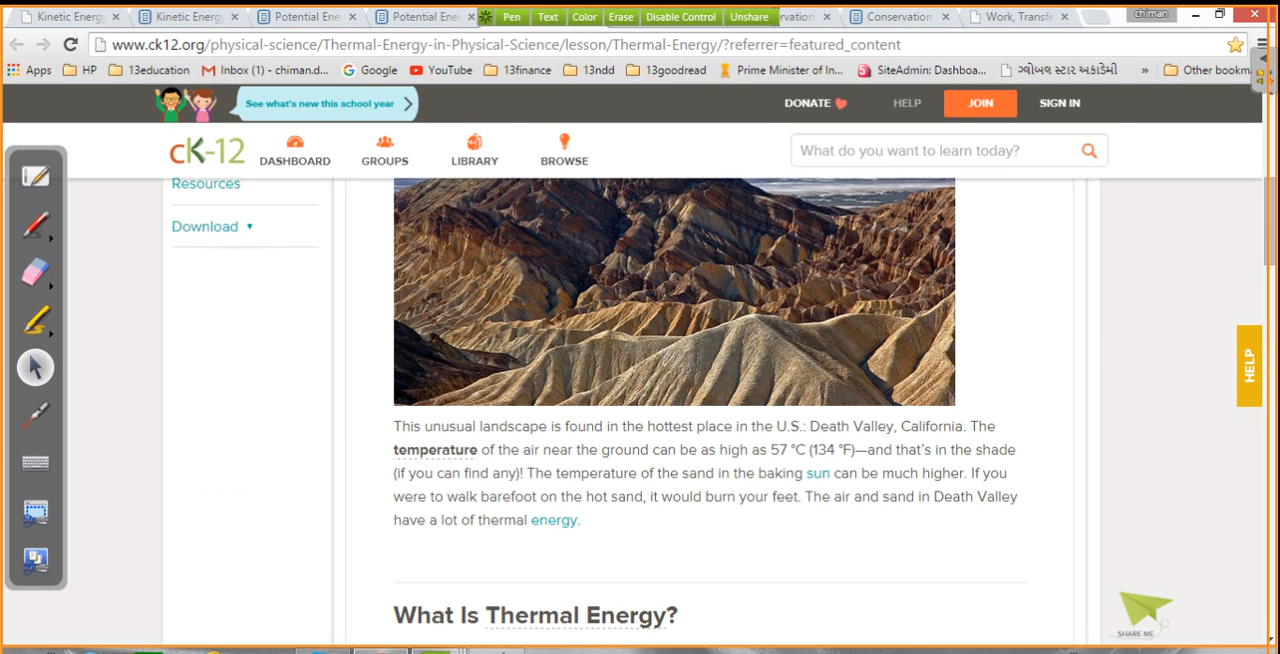 Kinetic Energy
Kinetic Energy
Potential Ene
Potential Ene
Pen
Text
Color
Erase
Disable Control
Unshare
rvation
Conservation
Work, Transfe
chiman
www.ck12.org/physical-science/Thermal-Energy-in-Physical-Science/lesson/Thermal-Energy/?referrer=featured_content
Apps
HP
13education
Inbox (1) - chiman.d...
Google
YouTube
13finance
13ndd
13goodread
Prime Minister of In...
SiteAdmin: Dashboa...
ગ્લોબલ સ્ટાર અકાડેમી
»
Other bookm
See what's new this school year
DONATE
HELP
JOIN
SIGN IN
cK-12
DASHBOARD
GROUPS
LIBRARY
BROWSE
What do you want to learn today?
Resources
Download
This unusual landscape is found in the hottest place in the U.S.: Death Valley, California. The
temperature of the air near the ground can be as high as 57 °C (134 °F)—and that's in the shade
(if you can find any)! The temperature of the sand in the baking sun can be much higher. If you
were to walk barefoot on the hot sand, it would burn your feet. The air and sand in Death Valley
have a lot of thermal energy.
HELP
What Is Thermal Energy?
SHARE ME